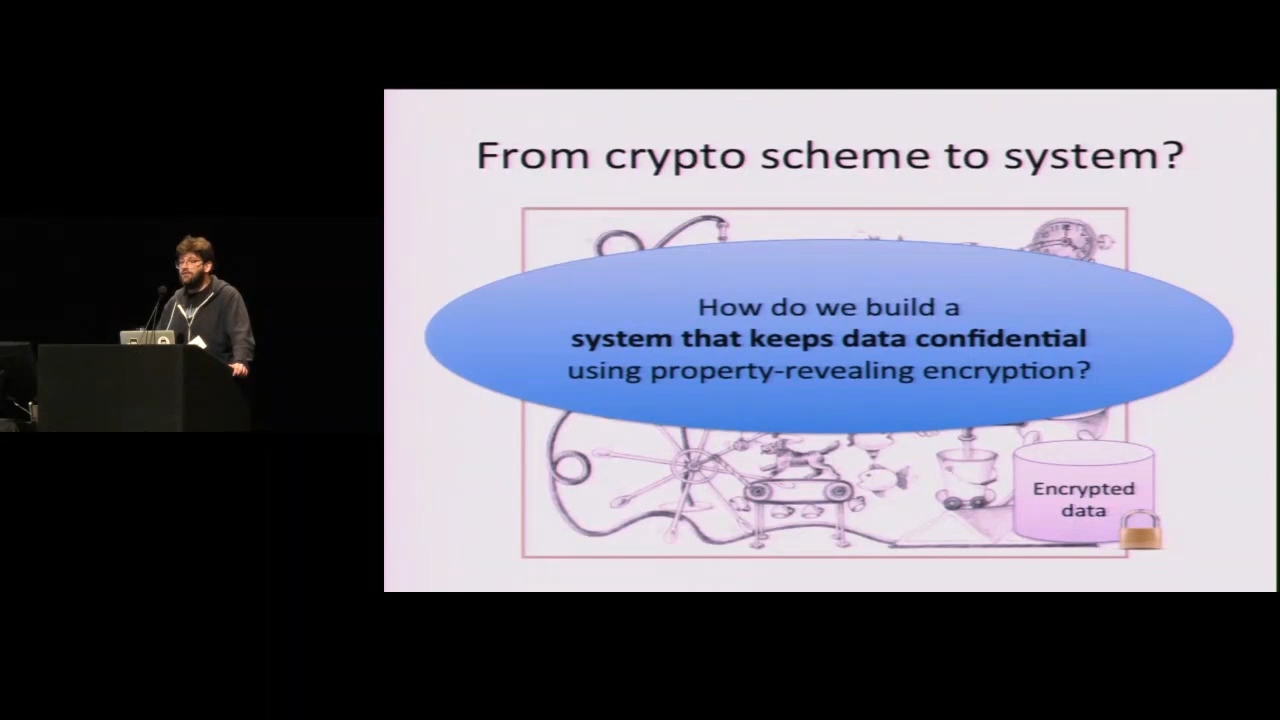 From crypto scheme to system?
How do we build a
system that keeps data confidential
using property-revealing encryption?
Encrypted
data